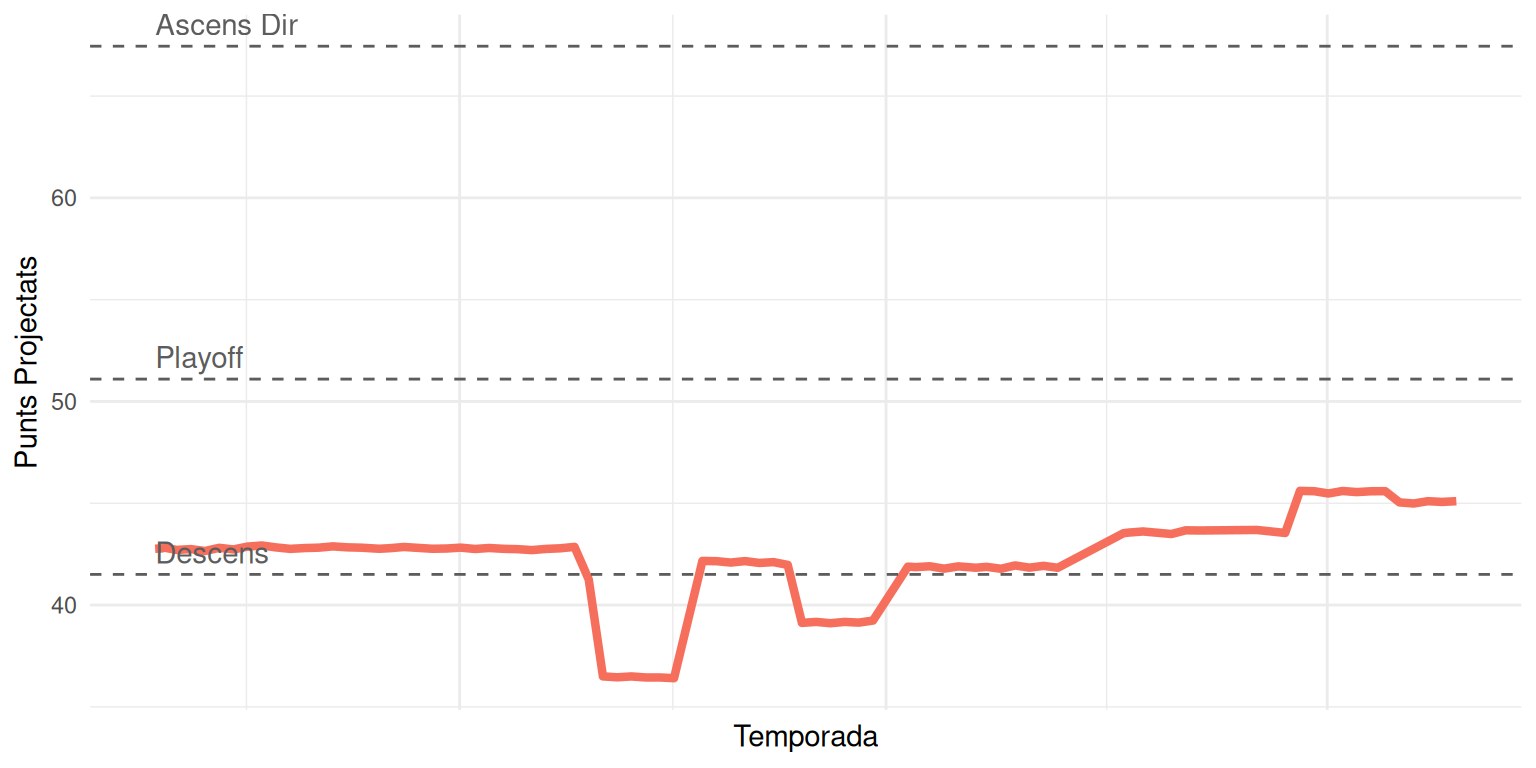 Ascens Dir
60
Playoff
50
Descens
40
Punts Projectats
Temporada